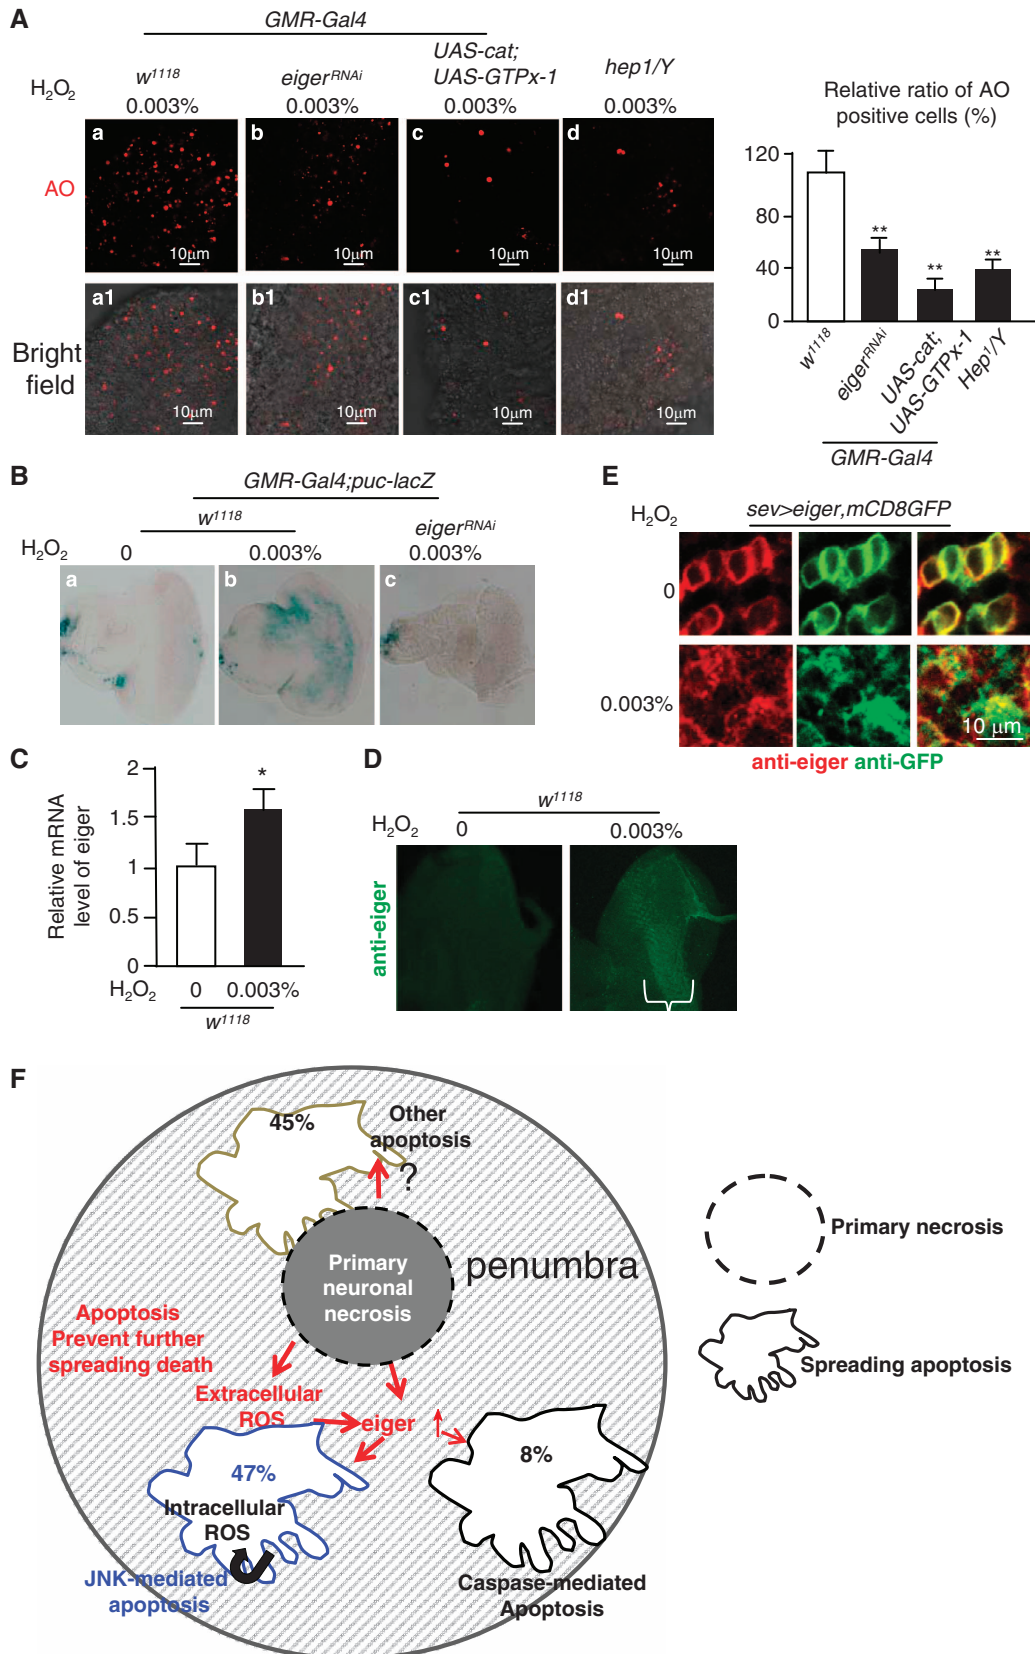 A
GMR-Gal4
H2O2
w1118
0.003%
eigerRNAi
0.003%
UAS-cat;
UAS-GTPx-1
0.003%
hep1/Y
0.003%
AO
a
10µm
b
10µm
c
10µm
d
10µm
Bright
field
a1
10µm
b1
10µm
c1
10µm
d1
10µm
Relative ratio of AO
positive cells (%)
120
80
40
0
**
**
**
w1118
eigerRNAi
UAS-cat;
UAS-GTPx-1
Hep1/Y
GMR-Gal4
B
GMR-Gal4;puc-lacZ
w1118
eigerRNAi
H2O2
0
0.003%
0.003%
a
b
c
E
H2O2
sev>eiger,mCD8GFP
0
0.003%
10 µm
anti-eiger anti-GFP
C
Relative mRNA
level of eiger
2
1.5
1
0.5
0
*
H2O2
0
0.003%
w1118
D
w1118
H2O2
0
0.003%
anti-eiger
F
45%
Other
apoptosis
?
Primary
neuronal
necrosis
penumbra
Apoptosis
Prevent further
spreading death
Extracellular
ROS
eiger
47%
Intracellular
ROS
JNK-mediated
apoptosis
8%
Caspase-mediated
Apoptosis
Primary necrosis
Spreading apoptosis